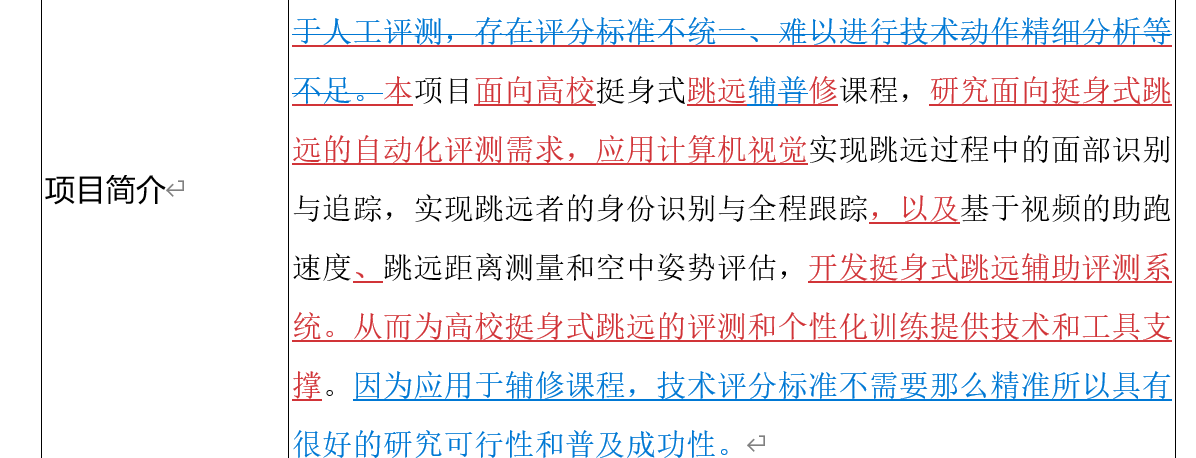 于人工评测，存在评分标准不统一、难以进行技术动作精细分析等
不足。本项目面向高校挺身式跳远辅普修课程，研究面向挺身式跳
远的自动化评测需求，应用计算机视觉实现跳远过程中的面部识别
项目简介
与追踪，实现跳远者的身份识别与全程跟踪，以及基于视频的助跑
速度、跳远距离测量和空中姿势评估，开发挺身式跳远辅助评测系
统。从而为高校挺身式跳远的评测和个性化训练提供技术和工具支
撑。因为应用于辅修课程，技术评分标准不需要那么精准所以具有
很好的研究可行性和普及成功性。